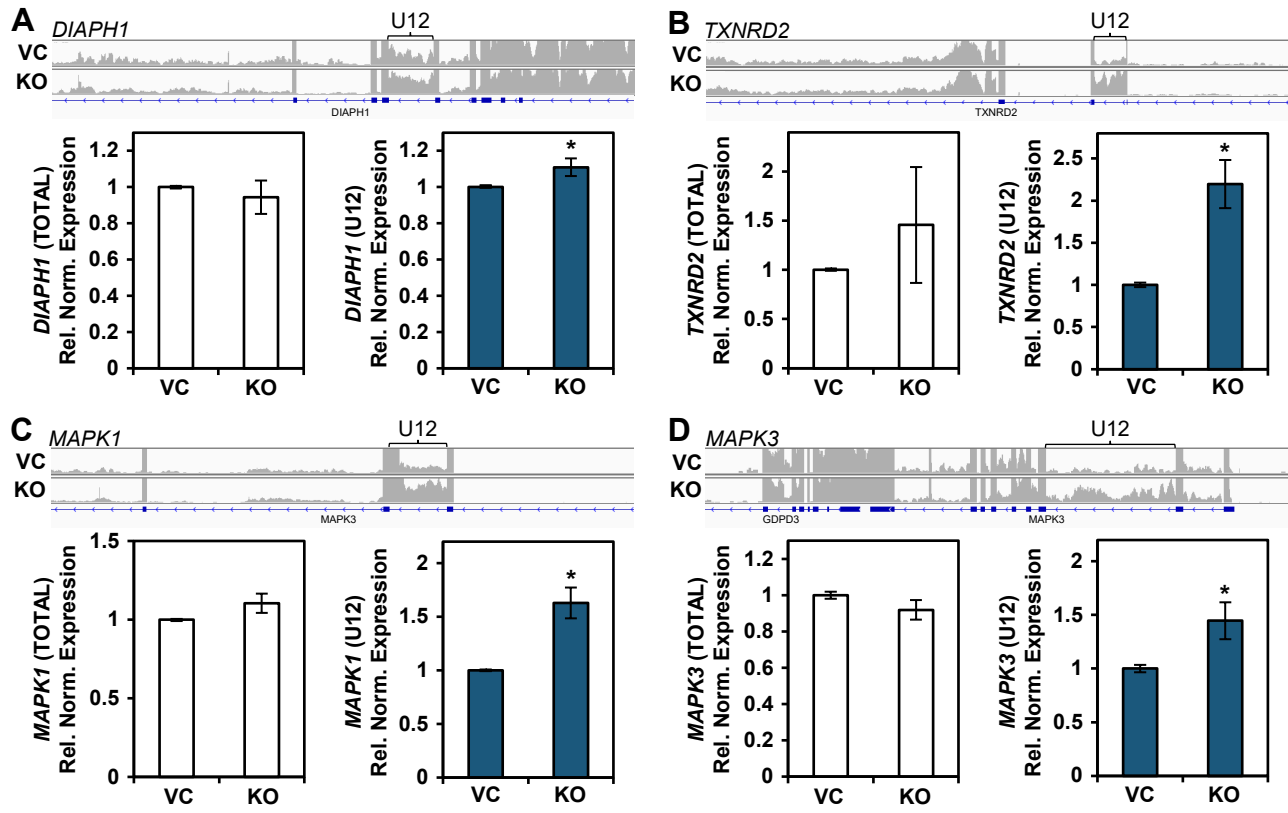 A
DIAPH1
U12
VC
KO
DIAPH1
DIAPH1 (TOTAL)
Rel. Norm. Expression
1.2
1
0.8
0.6
0.4
0.2
0
VC
KO
DIAPH1 (U12)
Rel. Norm. Expression
1.2
1
0.8
0.6
0.4
0.2
0
*
VC
KO
B
TXNRD2
U12
VC
KO
TXNRD2
TXNRD2 (TOTAL)
Rel. Norm. Expression
2
1.5
1
0.5
0
VC
KO
TXNRD2 (U12)
Rel. Norm. Expression
2.5
2
1.5
1
0.5
0
*
VC
KO
C
MAPK1
U12
VC
KO
MAPK3
MAPK1 (TOTAL)
Rel. Norm. Expression
1.5
1
0.5
0
VC
KO
MAPK1 (U12)
Rel. Norm. Expression
2
1.5
1
0.5
0
*
VC
KO
D
MAPK3
U12
VC
KO
GDPD3
MAPK3
MAPK3 (TOTAL)
Rel. Norm. Expression
1.2
1
0.8
0.6
0.4
0.2
0
VC
KO
MAPK3 (U12)
Rel. Norm. Expression
2
1.5
1
0.5
0
*
VC
KO